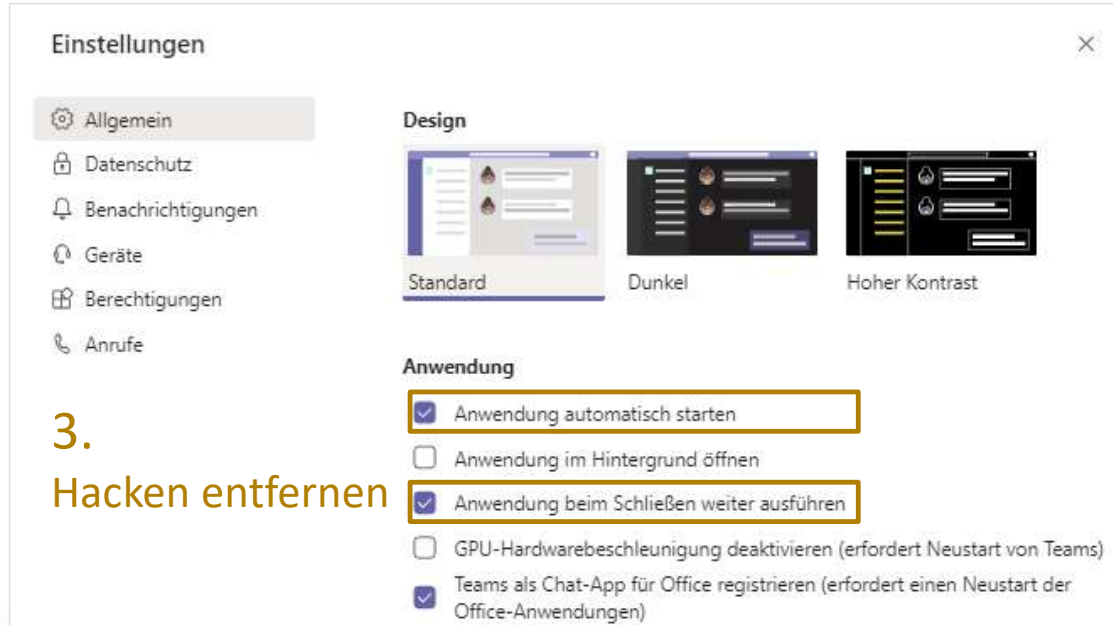 Einstellungen
Allgemein
Datenschutz
Benachrichtigungen
Geräte
Berechtigungen
Anrufe
3.
Hacken entfernen
Design
Standard
Dunkel
Hoher Kontrast
Anwendung
Anwendung automatisch starten
Anwendung im Hintergrund öffnen
Anwendung beim Schließen weiter ausführen
GPU-Hardwarebeschleunigung deaktivieren (erfordert Neustart von Teams)
Teams als Chat-App für Office registrieren (erfordert einen Neustart der
Office-Anwendungen)